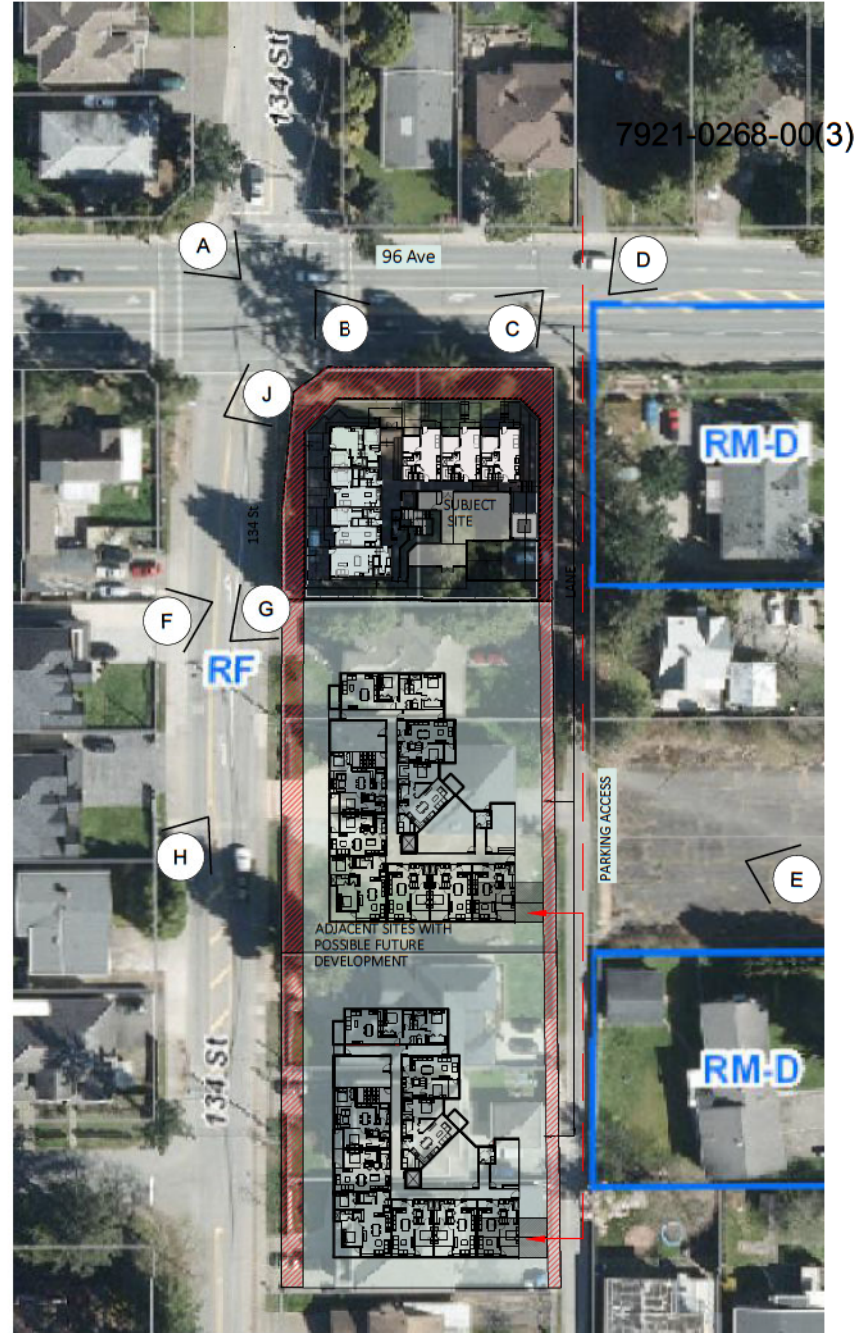 134 St
7921-0268-00(3)
A
96 Ave
D
B
C
J
RM-D
SUBJECT
SITE
134 St
LANE
F
G
RF
PARKING ACCESS
H
E
ADJACENT SITES WITH
POSSIBLE FUTURE
DEVELOPMENT
RM-D
134 St